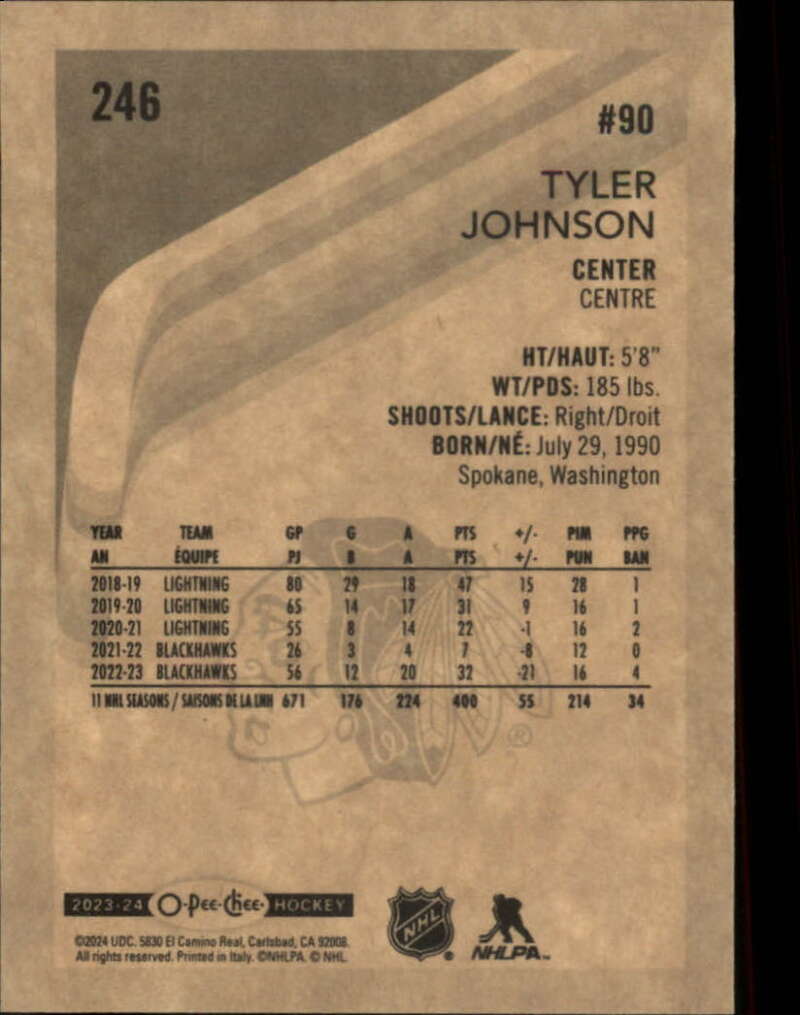 246
#90
TYLER
JOHNSON
CENTER
CENTRE
HT/HAUT: 5'8"
WT/PDS: 185 lbs.
SHOOTS/LANCE: Right/Droit
BORN/NÉ: July 29, 1990
Spokane, Washington
YEAR TEAM GP G A PTS +/- PIM PPG
AN ÉQUIPE PJ B A PTS +/- PUN BAN
2018-19 LIGHTNING 80 29 18 47 15 28 1
2019-20 LIGHTNING 65 14 17 31 9 16 1
2020-21 LIGHTNING 55 8 14 22 -1 16 2
2021-22 BLACKHAWKS 26 3 4 7 -8 12 0
2022-23 BLACKHAWKS 56 12 20 32 -21 16 4
11 NHL SEASONS / SAISONS DE LA LNH 671 176 224 400 55 214 34
®
2023-24 O-Pee-Chee HOCKEY
NHL
NHLPA
©2024 UDC. 5830 El Camino Real, Carlsbad, CA 92008.
All rights reserved. Printed in Italy. ©NHLPA. © NHL.